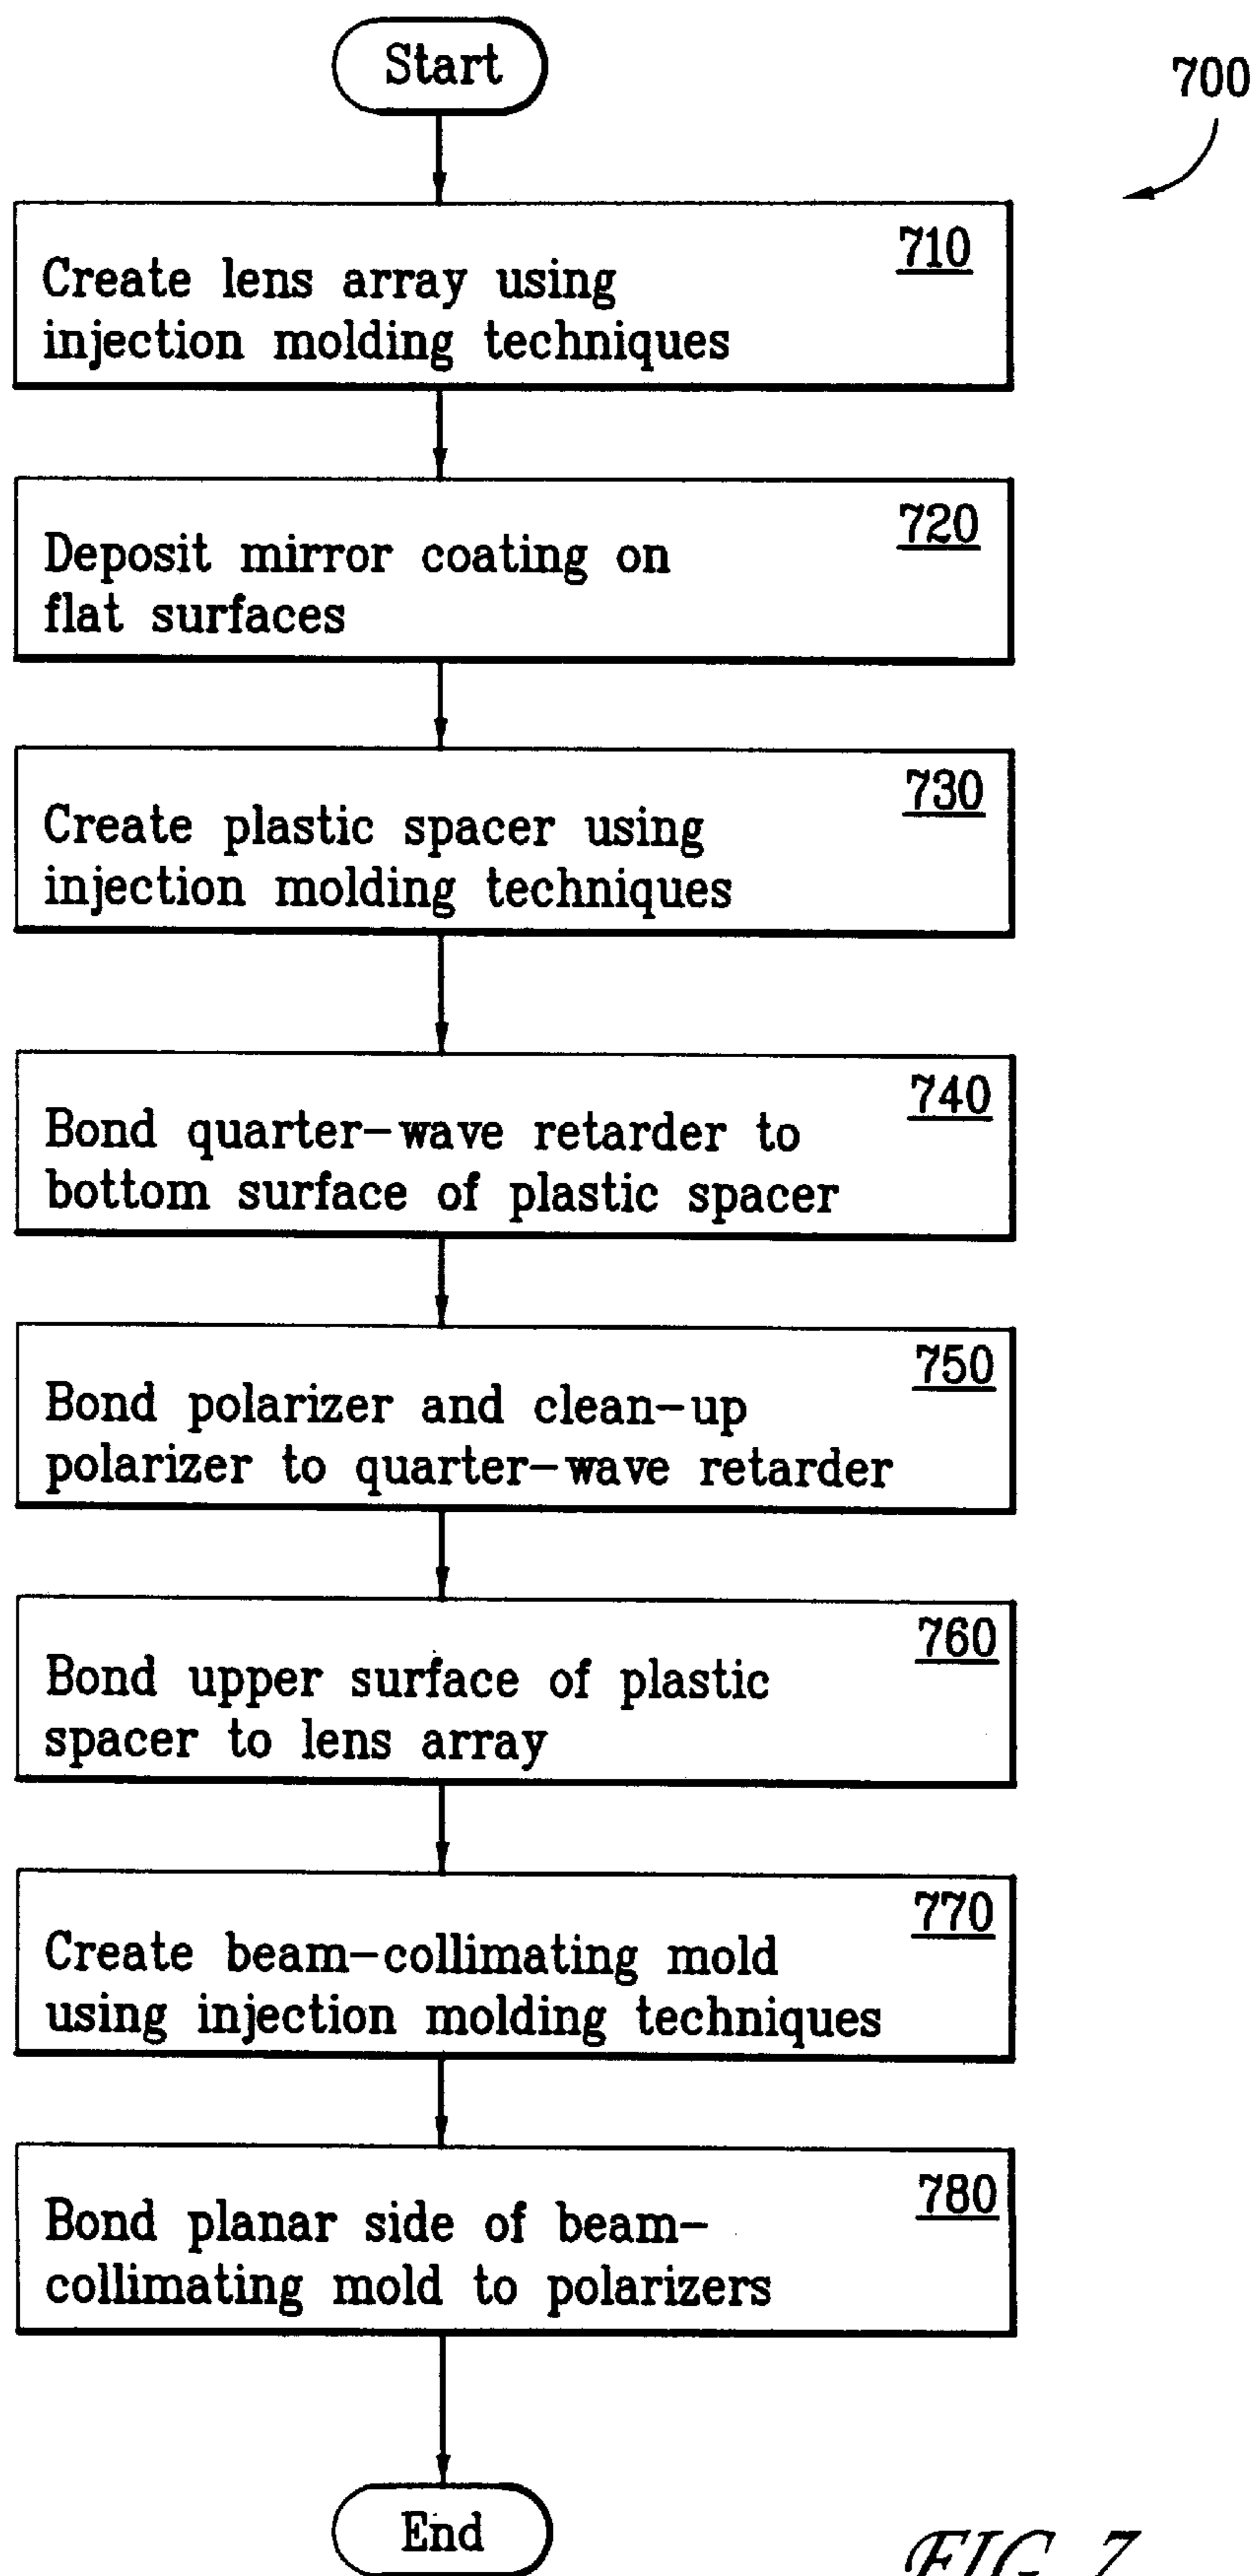 Start
700
710
Create lens array using
injection molding techniques
720
Deposit mirror coating on
flat surfaces
730
Create plastic spacer using
injection molding techniques
740
Bond quarter-wave retarder to
bottom surface of plastic spacer
750
Bond polarizer and clean-up
polarizer to quarter-wave retarder
760
Bond upper surface of plastic
spacer to lens array
770
Create beam-collimating mold
using injection molding techniques
780
Bond planar side of beam-
collimating mold to polarizers
End
FIG. 7